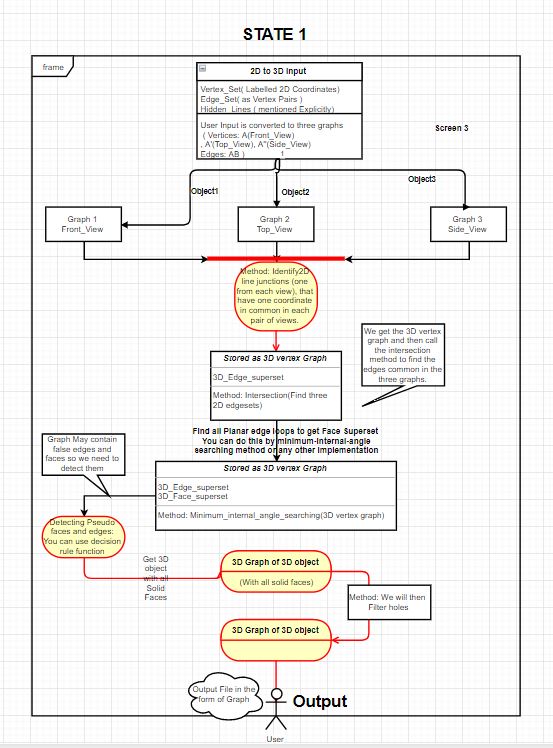 STATE 1
frame
2D to 3D Input
Vertex_Set( Labelled 2D Coordinates)
Edge_Set( as Vertex Pairs )
Hidden_Lines ( mentioned Explicitly)
User Input is converted to three graphs
( Vertices: A(Front_View)
, A'(Top_View), A''(Side_View)
Edges: AB )
1
Screen 3
Object1
Object2
Object3
Graph 1
Front_View
Graph 2
Top_View
Graph 3
Side_View
Method: Identify2D
line junctions (one
from each view), that
have one coordinate
in common in each
pair of views.
We get the 3D vertex
graph and then call
the intersection
method to find the
edges common in the
three graphs.
Stored as 3D vertex Graph
3D_Edge_superset
Method: Intersection(Find three
2D edgesets)
Find all Planar edge loops to get Face Superset
You can do this by minimum-internal-angle
searching method or any other implementation
Graph May contain
false edges and
faces so we need to
detect them
Stored as 3D vertex Graph
3D_Edge_superset
3D_Face_superset
Method: Minimum_internal_angle_searching(3D vertex graph)
Detecting Pseudo
faces and edges:
You can use decision
rule function
Get 3D
object
with all
Solid
Faces
3D Graph of 3D object
(With all solid faces)
Method: We will then
Filter holes
3D Graph of 3D object
Output File in the
form of Graph
Output
User